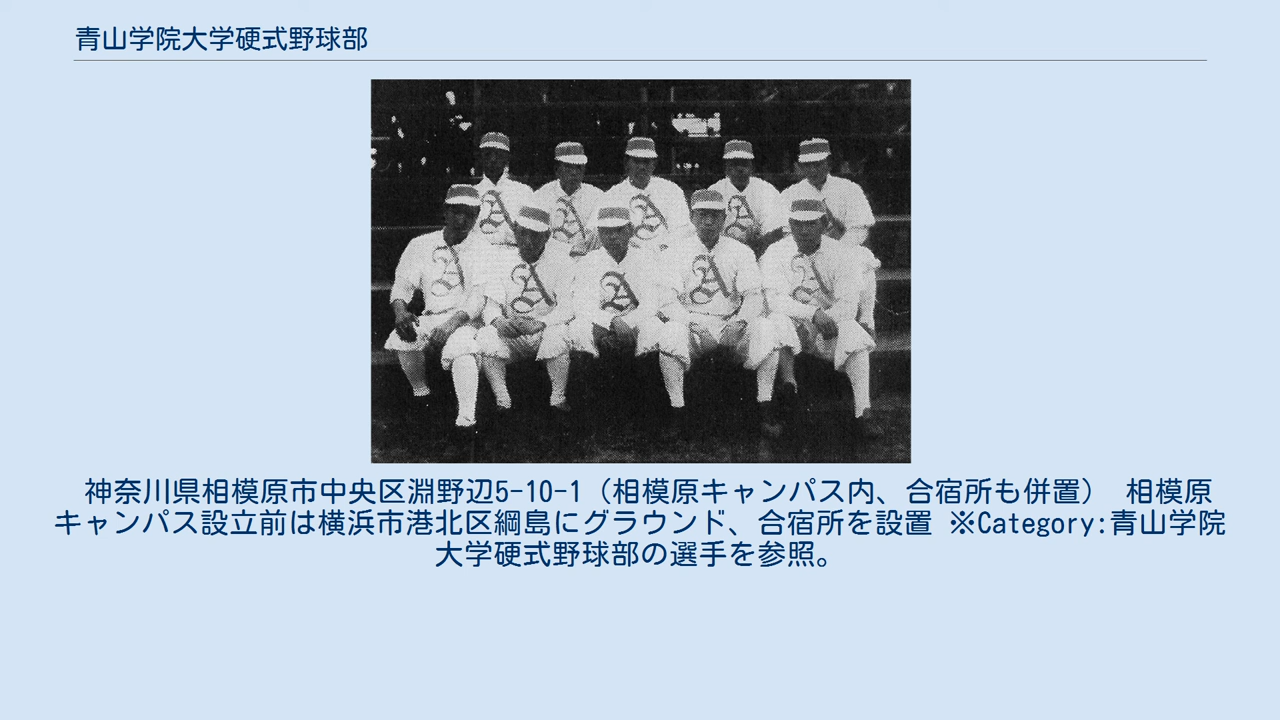 青山学院大学硬式野球部
A A A A
A A A A A
神奈川県相模原市中央区淵野辺5-10-1（相模原キャンパス内、合宿所も併置） 相模原
キャンパス設立前は横浜市港北区綱島にグラウンド、合宿所を設置 ※Category:青山学院
大学硬式野球部の選手を参照。